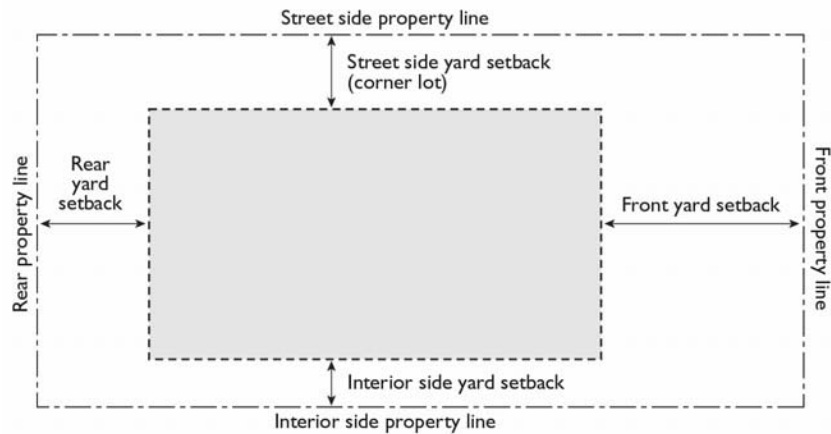 Street side property line
Street side yard setback
(corner lot)
Rear
yard
setback
Rear property line
Front yard setback
Front property line
Interior side yard setback
Interior side property line